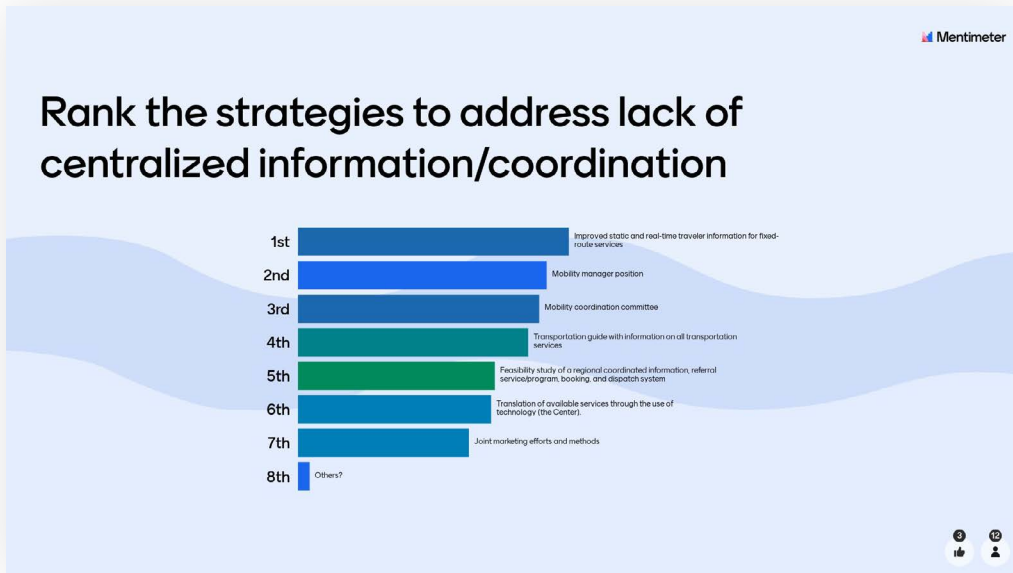 Mentimeter
Rank the strategies to address lack of
centralized information/coordination
1st
Improved static and real-time traveler information for fixed-
route services
2nd
Mobility manager position
3rd
Mobility coordination committee
4th
Transportation guide with information on all transportation
services
5th
Feasibility study of a regional coordinated information, referral
service/program, booking, and dispatch system
6th
Translation of available services through the use of
technology (the Center).
7th
Joint marketing efforts and methods
8th
Others?
3
12